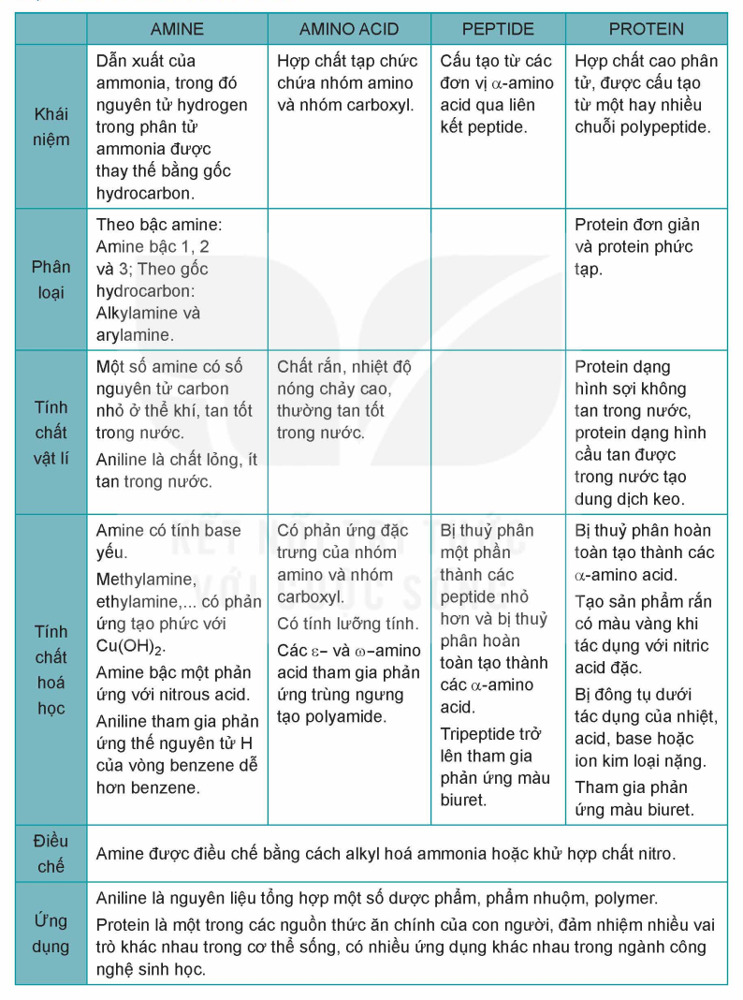 AMINE AMINO ACID PEPTIDE PROTEIN
Khái
niệm
Dẫn xuất của
ammonia, trong đó
nguyên tử hydrogen
trong phân tử
ammonia được
thay thế bằng gốc
hydrocarbon.
Hợp chất tạp chức
chứa nhóm amino
và nhóm carboxyl.
Cấu tạo từ các
đơn vị α-amino
acid qua liên
kết peptide.
Hợp chất cao phân
tử, được cấu tạo
từ một hay nhiều
chuỗi polypeptide.
Phân
loại
Theo bậc amine:
Amine bậc 1, 2
và 3; Theo gốc
hydrocarbon:
Alkylamine và
arylamine.
Protein đơn giản
và protein phức
tạp.
Tính
chất
vật lí
Một số amine có số
nguyên tử carbon
nhỏ ở thể khí, tan tốt
trong nước.
Aniline là chất lỏng, ít
tan trong nước.
Chất rắn, nhiệt độ
nóng chảy cao,
thường tan tốt
trong nước.
Protein dạng
hình sợi không
tan trong nước,
protein dạng hình
cầu tan được
trong nước tạo
dung dịch keo.
Tính
chất
hoá
học
Amine có tính base
yếu.
Methylamine,
ethylamine,... có phản
ứng tạo phức với
Cu(OH)₂.
Amine bậc một phản
ứng với nitrous acid.
Aniline tham gia phản
ứng thế nguyên tử H
của vòng benzene dễ
hơn benzene.
Có phản ứng đặc
trưng của nhóm
amino và nhóm
carboxyl.
Có tính lưỡng tính.
Các ε– và ω–amino
acid tham gia phản
ứng trùng ngưng
tạo polyamide.
Bị thuỷ phân
một phần
thành các
peptide nhỏ
hơn và bị thuỷ
phân hoàn
toàn tạo thành
các α-amino
acid.
Tripeptide trở
lên tham gia
phản ứng màu
biuret.
Bị thuỷ phân hoàn
toàn tạo thành các
α-amino acid.
Tạo sản phẩm rắn
có màu vàng khi
tác dụng với nitric
acid đặc.
Bị đông tụ dưới
tác dụng của nhiệt,
acid, base hoặc
ion kim loại nặng.
Tham gia phản
ứng màu biuret.
KẾT NỐI TRI THỨC
VỚI CUỘC SỐNG
Điều
chế
Amine được điều chế bằng cách alkyl hoá ammonia hoặc khử hợp chất nitro.
Ứng
dụng
Aniline là nguyên liệu tổng hợp một số dược phẩm, phẩm nhuộm, polymer.
Protein là một trong các nguồn thức ăn chính của con người, đảm nhiệm nhiều vai
trò khác nhau trong cơ thể sống, có nhiều ứng dụng khác nhau trong ngành công
nghệ sinh học.